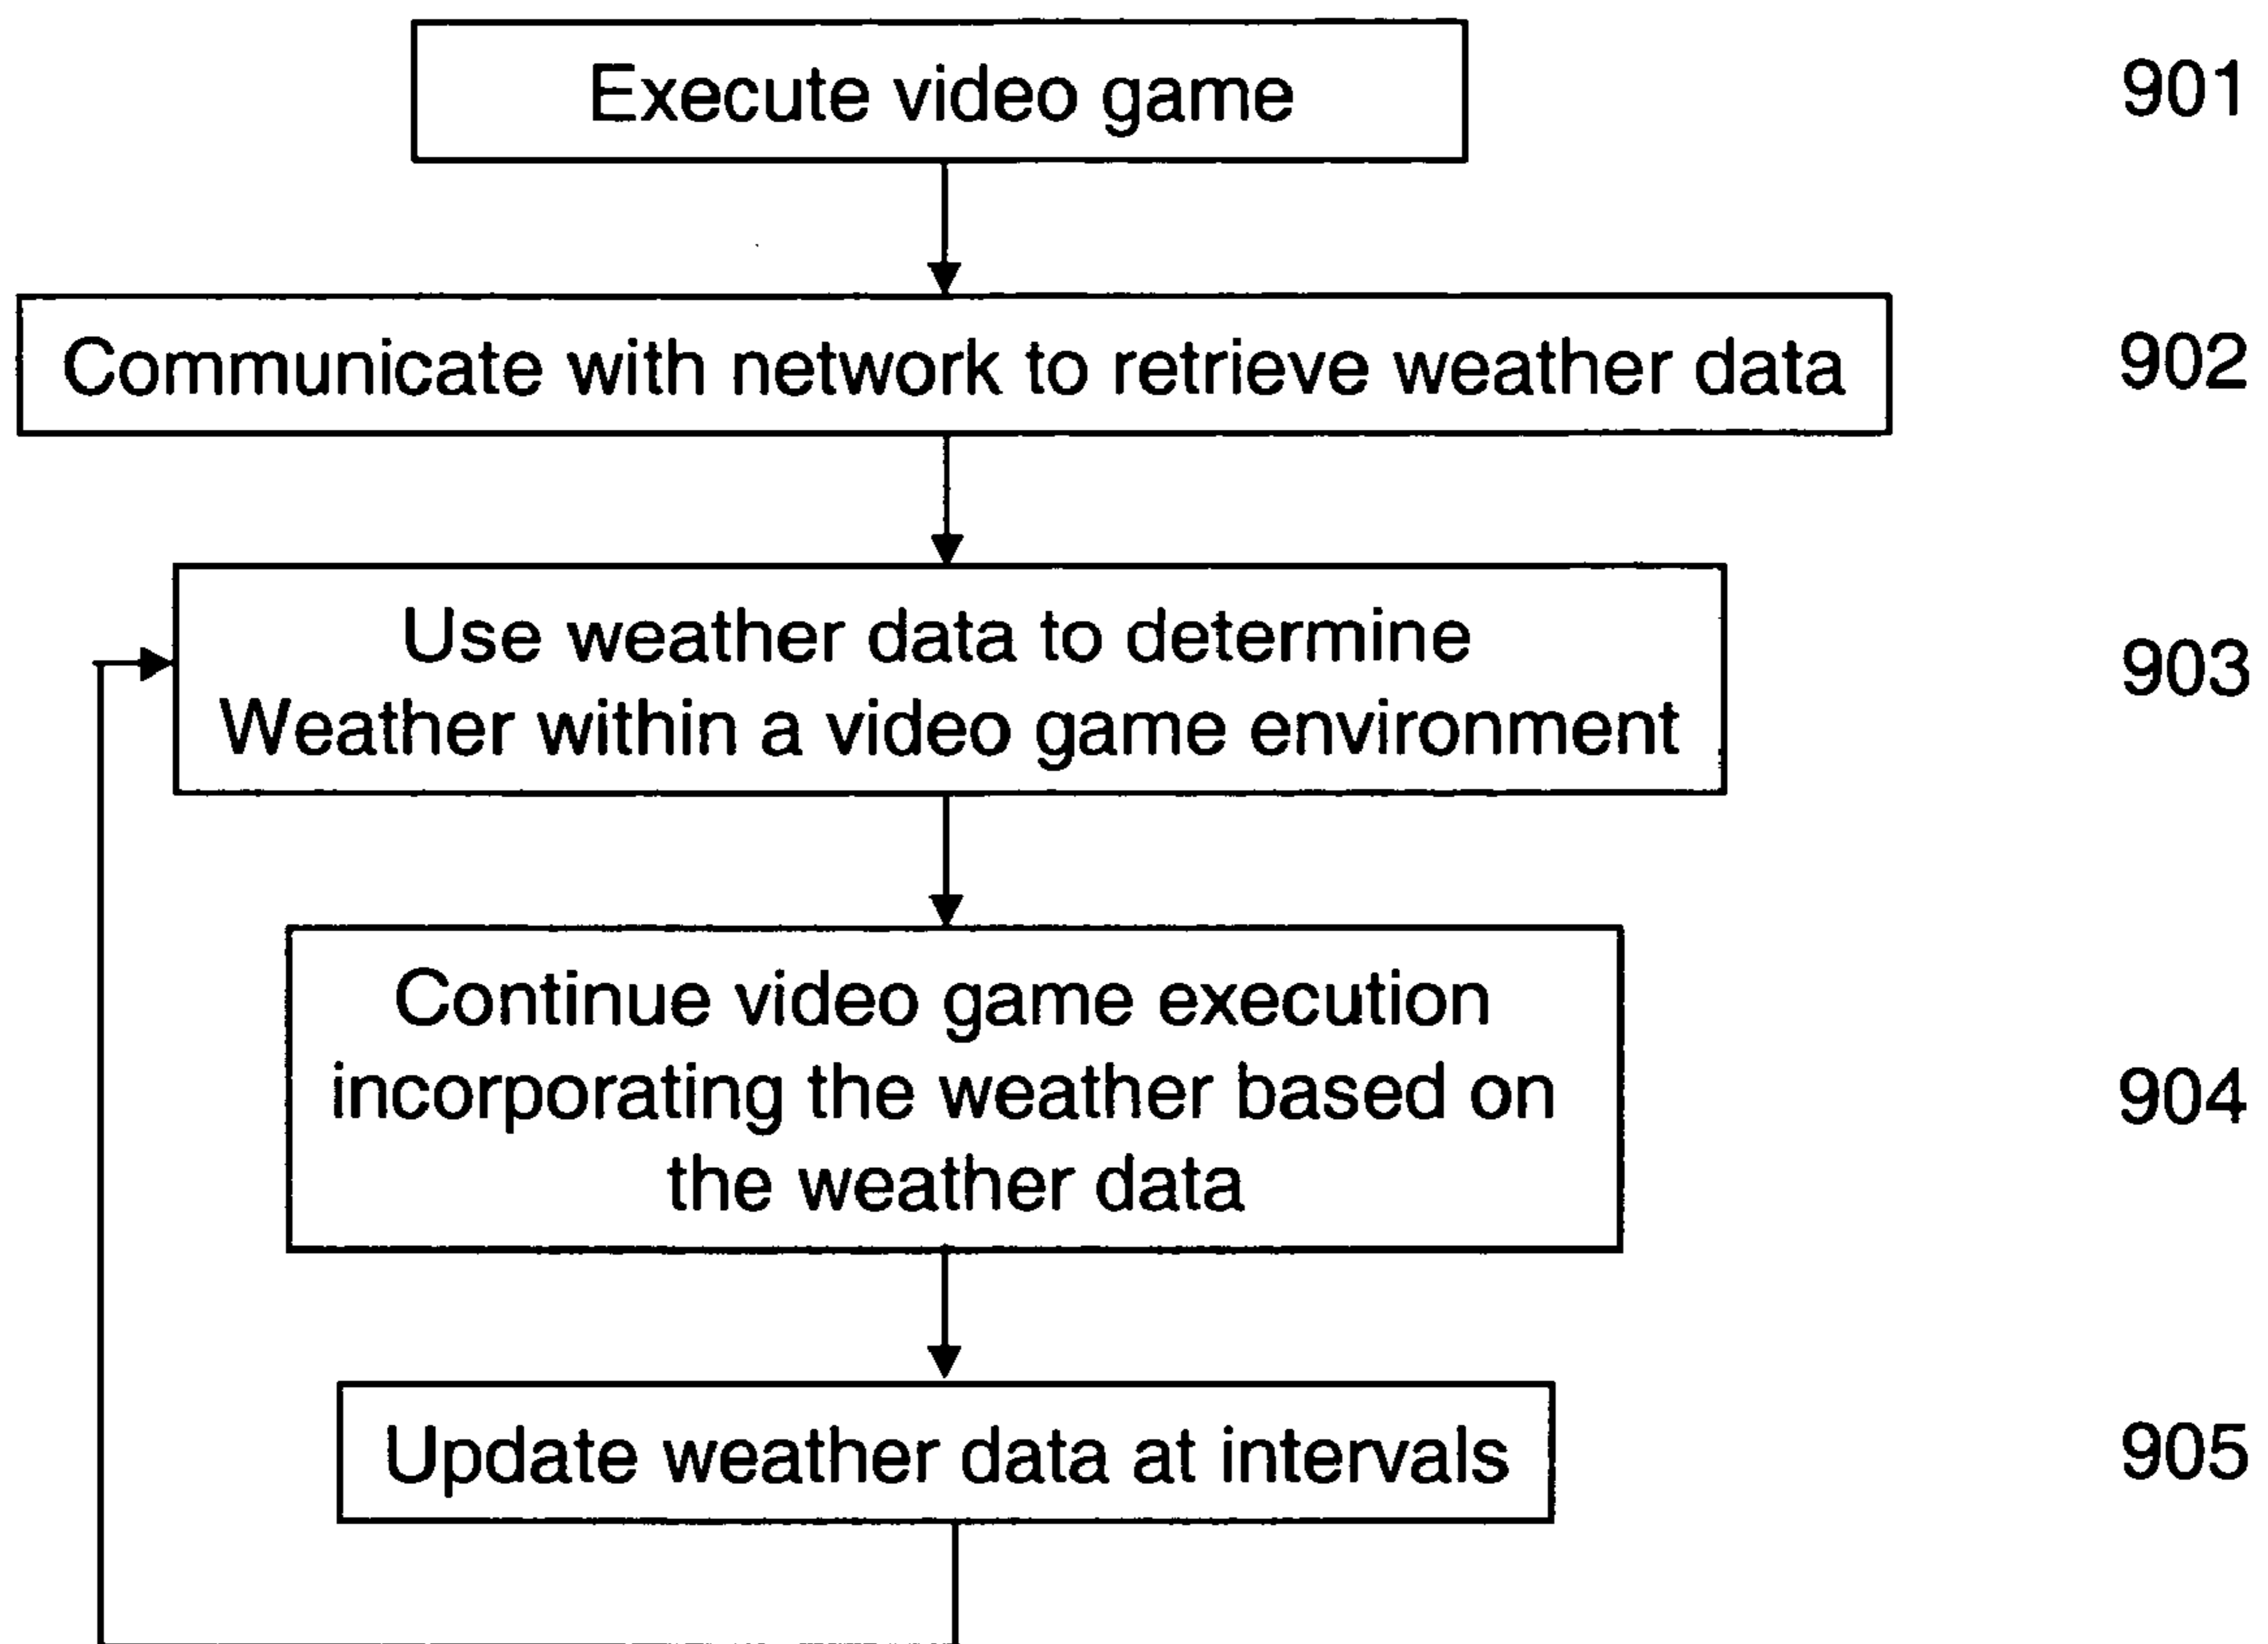 Execute video game
901
Communicate with network to retrieve weather data
902
Use weather data to determine
Weather within a video game environment
903
Continue video game execution
incorporating the weather based on
the weather data
904
Update weather data at intervals
905